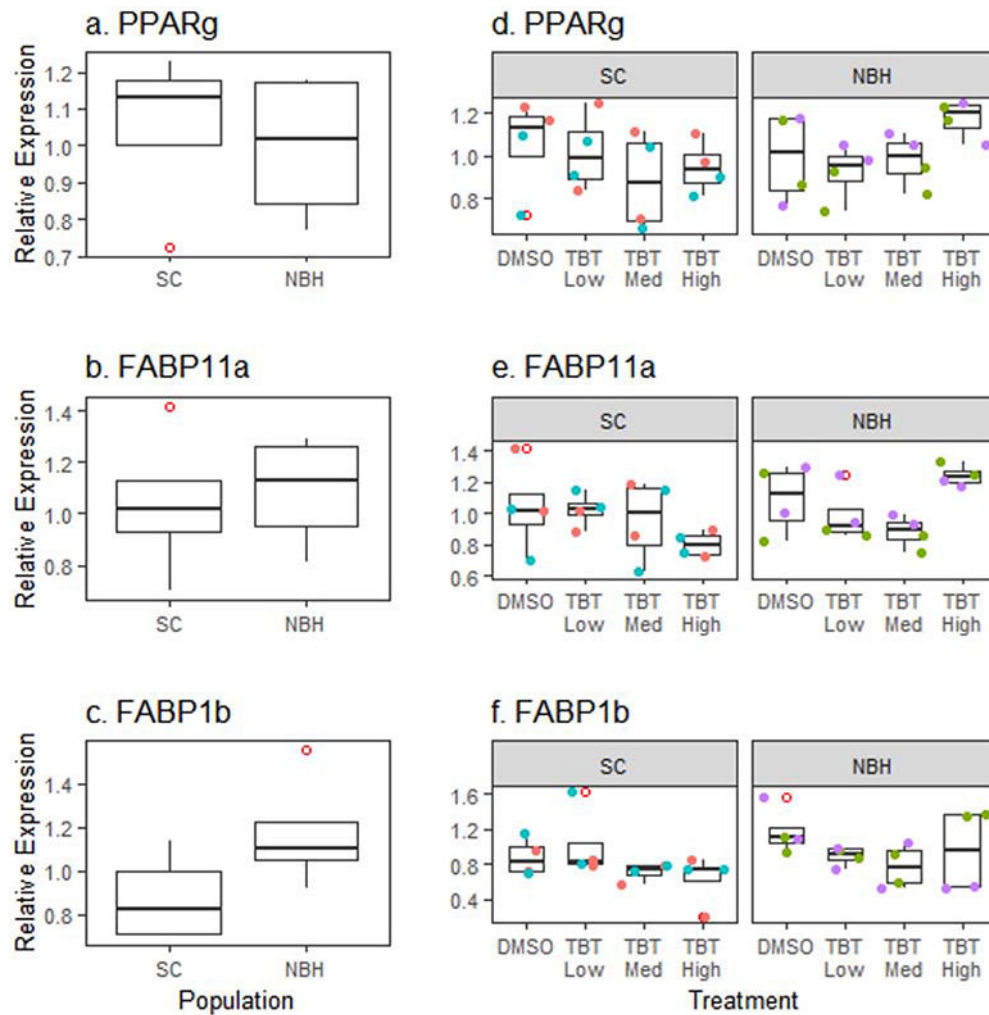 a. PPARg
Relative Expression
1.2
1.1
1.0
0.9
0.8
0.7
SC NBH
d. PPARg
SC NBH
1.2
1.0
0.8
DMSO TBT Low TBT Med TBT High DMSO TBT Low TBT Med TBT High
b. FABP11a
Relative Expression
1.4
1.2
1.0
0.8
SC NBH
e. FABP11a
SC NBH
1.4
1.2
1.0
0.8
0.6
DMSO TBT Low TBT Med TBT High DMSO TBT Low TBT Med TBT High
c. FABP1b
Relative Expression
1.4
1.2
1.0
0.8
SC NBH
Population
f. FABP1b
SC NBH
1.6
1.2
0.8
0.4
DMSO TBT Low TBT Med TBT High DMSO TBT Low TBT Med TBT High
Treatment